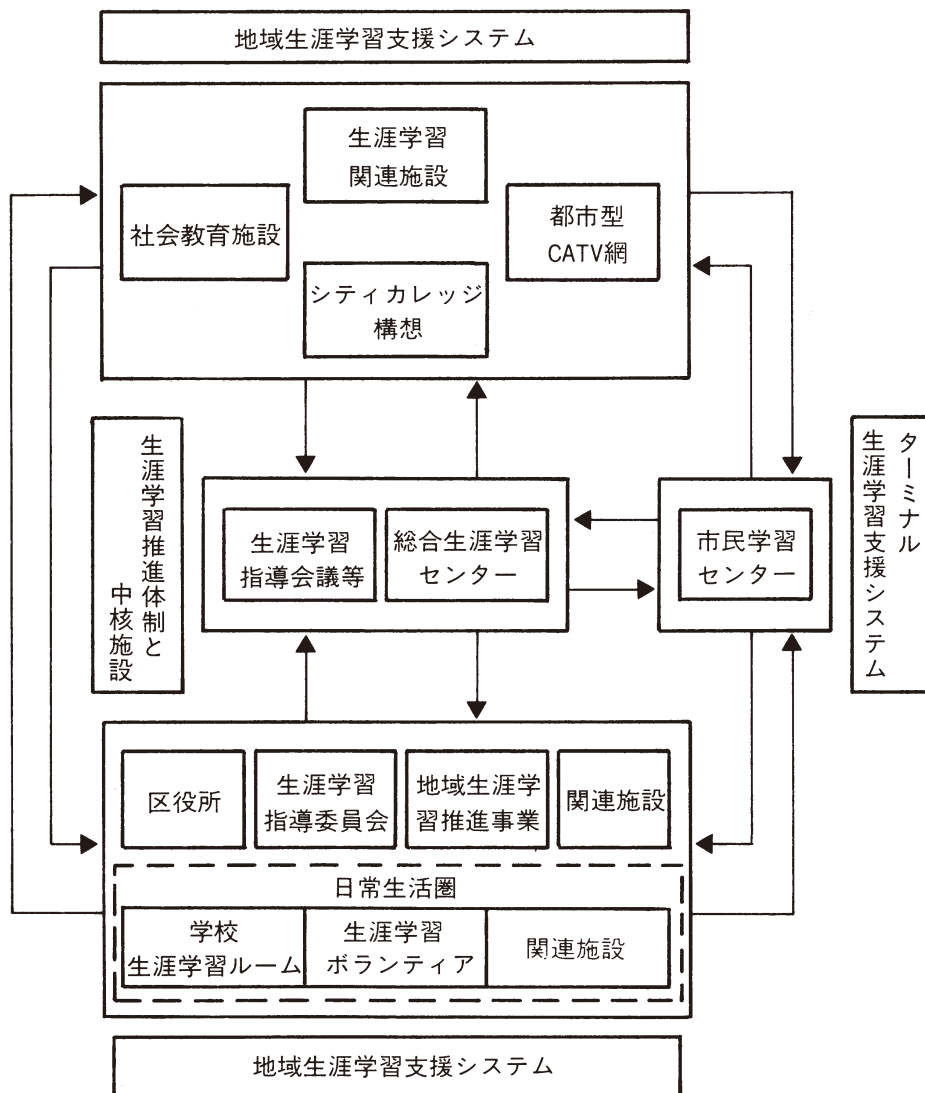 地域生涯学習支援システム
生涯学習
関連施設
社会教育施設
都市型
CATV網
シティカレッジ
構想
生涯学習推進体制と
中核施設
生涯学習
指導会議等
総合生涯学習
センター
市民学習
センター
ターミナル
生涯学習支援システム
区役所
生涯学習
指導委員会
地域生涯学
習推進事業
関連施設
日常生活圏
学校
生涯学習ルーム
生涯学習
ボランティア
関連施設
地域生涯学習支援システム